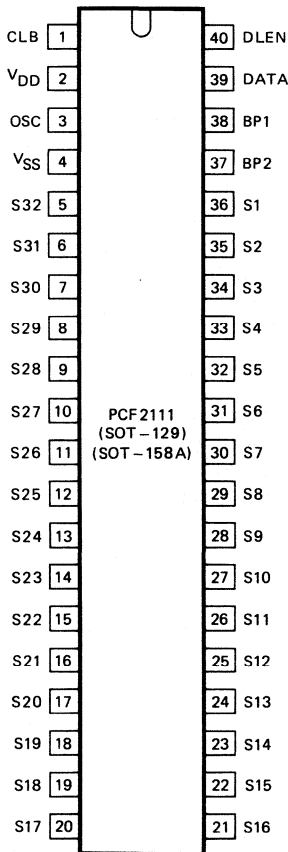 CLB 1 40 DLEN
VDD 2 39 DATA
OSC 3 38 BP1
VSS 4 37 BP2
S32 5 36 S1
S31 6 35 S2
S30 7 34 S3
S29 8 33 S4
S28 9 32 S5
S27 10 31 S6
PCF2111
(SOT-129)
(SOT-158A)
S26 11 30 S7
S25 12 29 S8
S24 13 28 S9
S23 14 27 S10
S22 15 26 S11
S21 16 25 S12
S20 17 24 S13
S19 18 23 S14
S18 19 22 S15
S17 20 21 S16